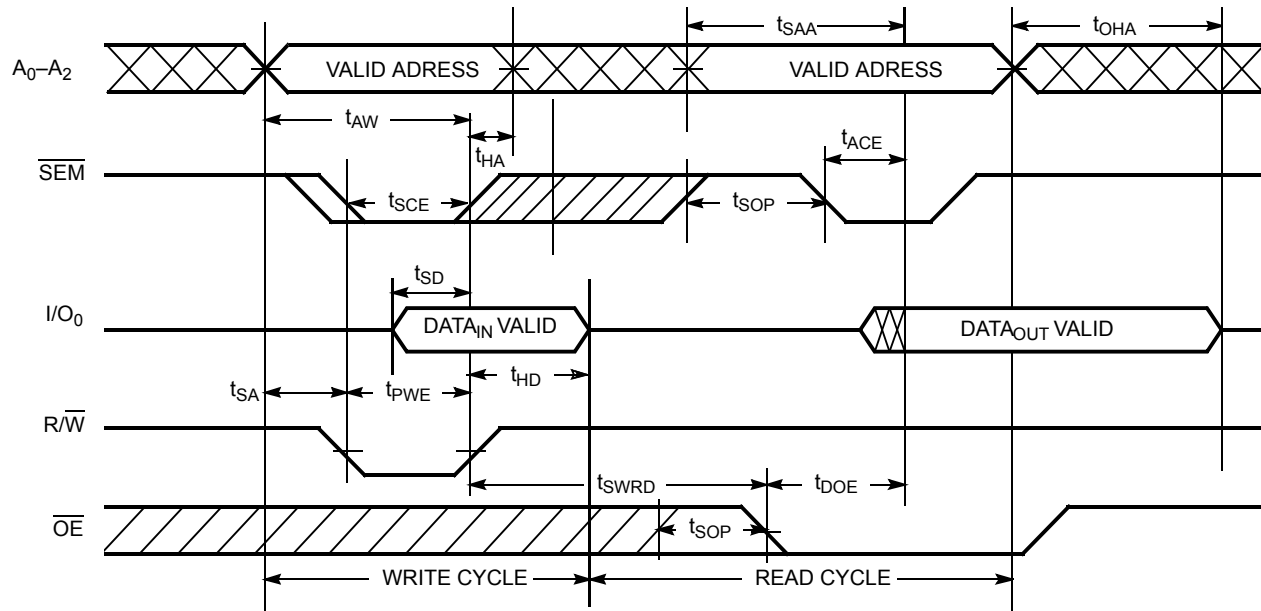 tSAA tOHA
A0–A2 VALID ADRESS VALID ADRESS
tAW tHA tACE
SEM tSCE tSOP
tSD
I/O0 DATAIN VALID DATAOUT VALID
tSA tPWE tHD
R/W
tSWRD tDOE
OE tSOP
WRITE CYCLE READ CYCLE